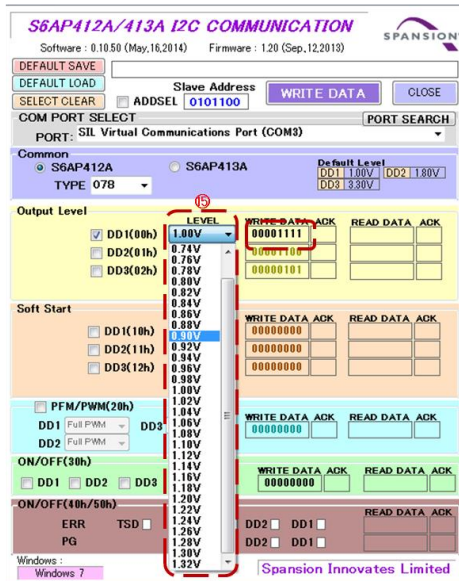 S6AP412A/413A I2C COMMUNICATION
SPANSION
Software : 0.10.50 (May,16,2014) Firmware : 1.20 (Sep.,12,2013)
DEFAULT SAVE
DEFAULT LOAD
SELECT CLEAR
ADDSEL
Slave Address
0101100
WRITE DATA
CLOSE
COM PORT SELECT
PORT SEARCH
PORT: SIL Virtual Communications Port (COM3)
Common
S6AP412A S6AP413A
TYPE 078
Default Level
DD1 1.00V DD2 1.80V
DD3 3.30V
⑮
Output Level
LEVEL WRITE DATA ACK READ DATA ACK
DD1(00h) 1.00V 00001111
DD2(01h) 00001100
DD3(02h) 00000101
0.74V
0.76V
0.78V
0.80V
0.82V
0.84V
0.86V
0.88V
0.90V
0.92V
0.94V
0.96V
0.98V
1.00V
1.02V
1.04V
1.06V
1.08V
1.10V
1.12V
1.14V
1.16V
1.18V
1.20V
1.22V
1.24V
1.26V
1.28V
1.30V
1.32V
Soft Start
WRITE DATA ACK READ DATA ACK
DD1(10h) 00000000
DD2(11h) 00000000
DD3(12h) 00000000
PFM/PWM(20h)
WRITE DATA ACK READ DATA ACK
DD1 Full PWM DD3 00000000
DD2 Full PWM
ON/OFF(30h)
WRITE DATA ACK READ DATA ACK
DD1 DD2 DD3 00000000
ON/OFF(40h/50h)
READ DATA ACK
ERR TSD DD2 DD1
PG DD2 DD1
Windows :
Windows 7
Spansion Innovates Limited